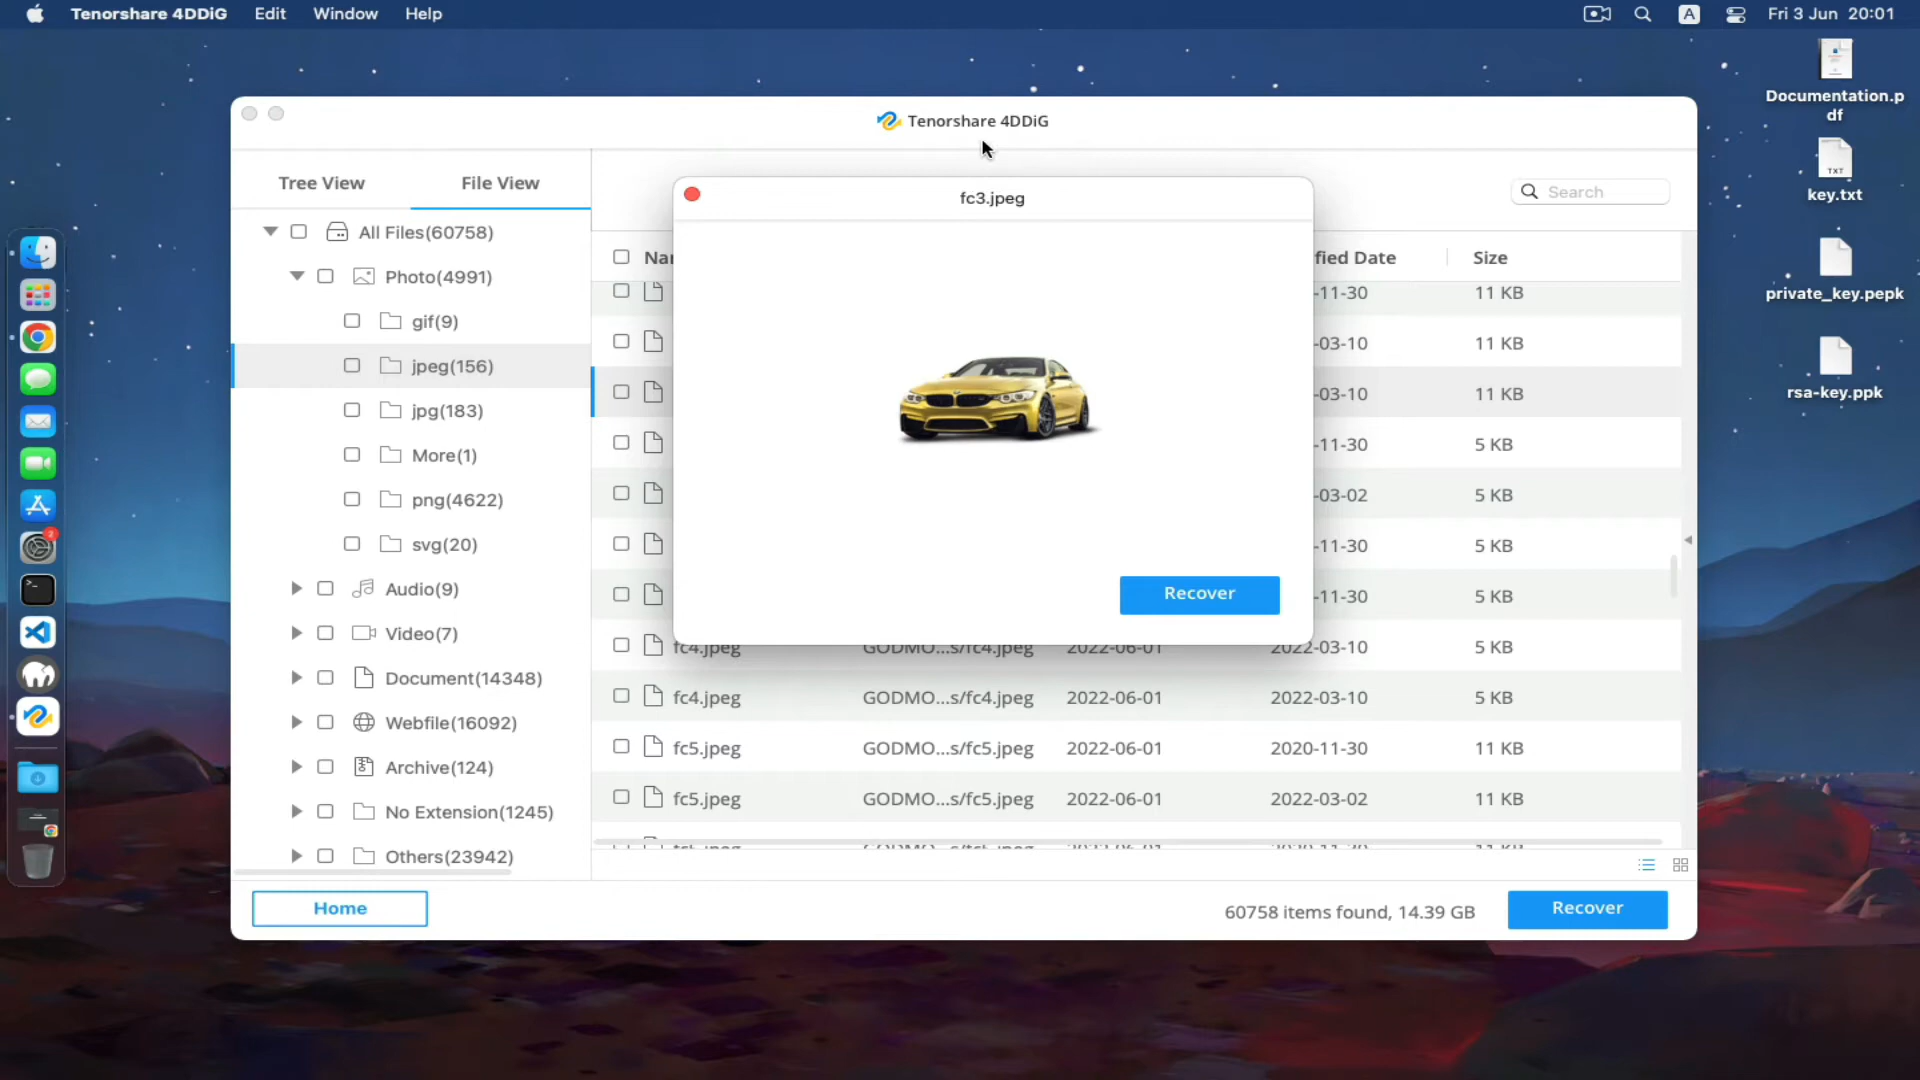 Tenorshare 4DDiG Edit Window Help
A Fri 3 Jun 20:01
Documentation.p
df
TXT
key.txt
private_key.pepk
rsa-key.ppk
2
Tenorshare 4DDiG
Tree View File View
Search
All Files(60758)
Photo(4991)
gif(9)
jpeg(156)
jpg(183)
More(1)
png(4622)
svg(20)
Audio(9)
Video(7)
Document(14348)
Webfile(16092)
Archive(124)
No Extension(1245)
Others(23942)
fc3.jpeg
Recover
Nar fied Date Size
-11-30 11 KB
-03-10 11 KB
-03-10 11 KB
-11-30 5 KB
-03-02 5 KB
-11-30 5 KB
-11-30 5 KB
fc4.jpeg GODMO...s/fc4.jpeg 2022-06-01 2022-03-10 5 KB
fc4.jpeg GODMO...s/fc4.jpeg 2022-06-01 2022-03-10 5 KB
fc5.jpeg GODMO...s/fc5.jpeg 2022-06-01 2020-11-30 11 KB
fc5.jpeg GODMO...s/fc5.jpeg 2022-06-01 2022-03-02 11 KB
Home
60758 items found, 14.39 GB
Recover